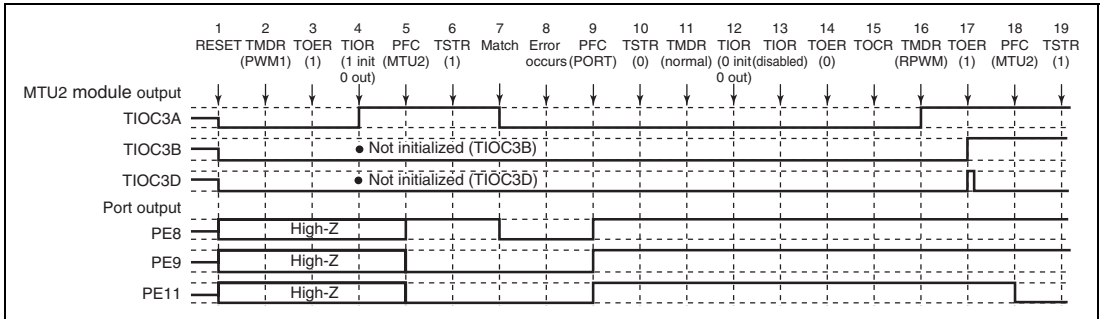 1 2 3 4 5 6 7 8 9 10 11 12 13 14 15 16 17 18 19
RESET TMDR TOER TIOR PFC TSTR Match Error PFC TSTR TMDR TIOR TIOR TOER TOCR TMDR TOER PFC TSTR
(PWM1) (1) (1 init (MTU2) (1) occurs (PORT) (0) (normal) (0 init (disabled) (0) (RPWM) (1) (MTU2) (1)
0 out) 0 out)
MTU2 module output
TIOC3A
TIOC3B • Not initialized (TIOC3B)
TIOC3D • Not initialized (TIOC3D)
Port output
PE8 High-Z
PE9 High-Z
PE11 High-Z